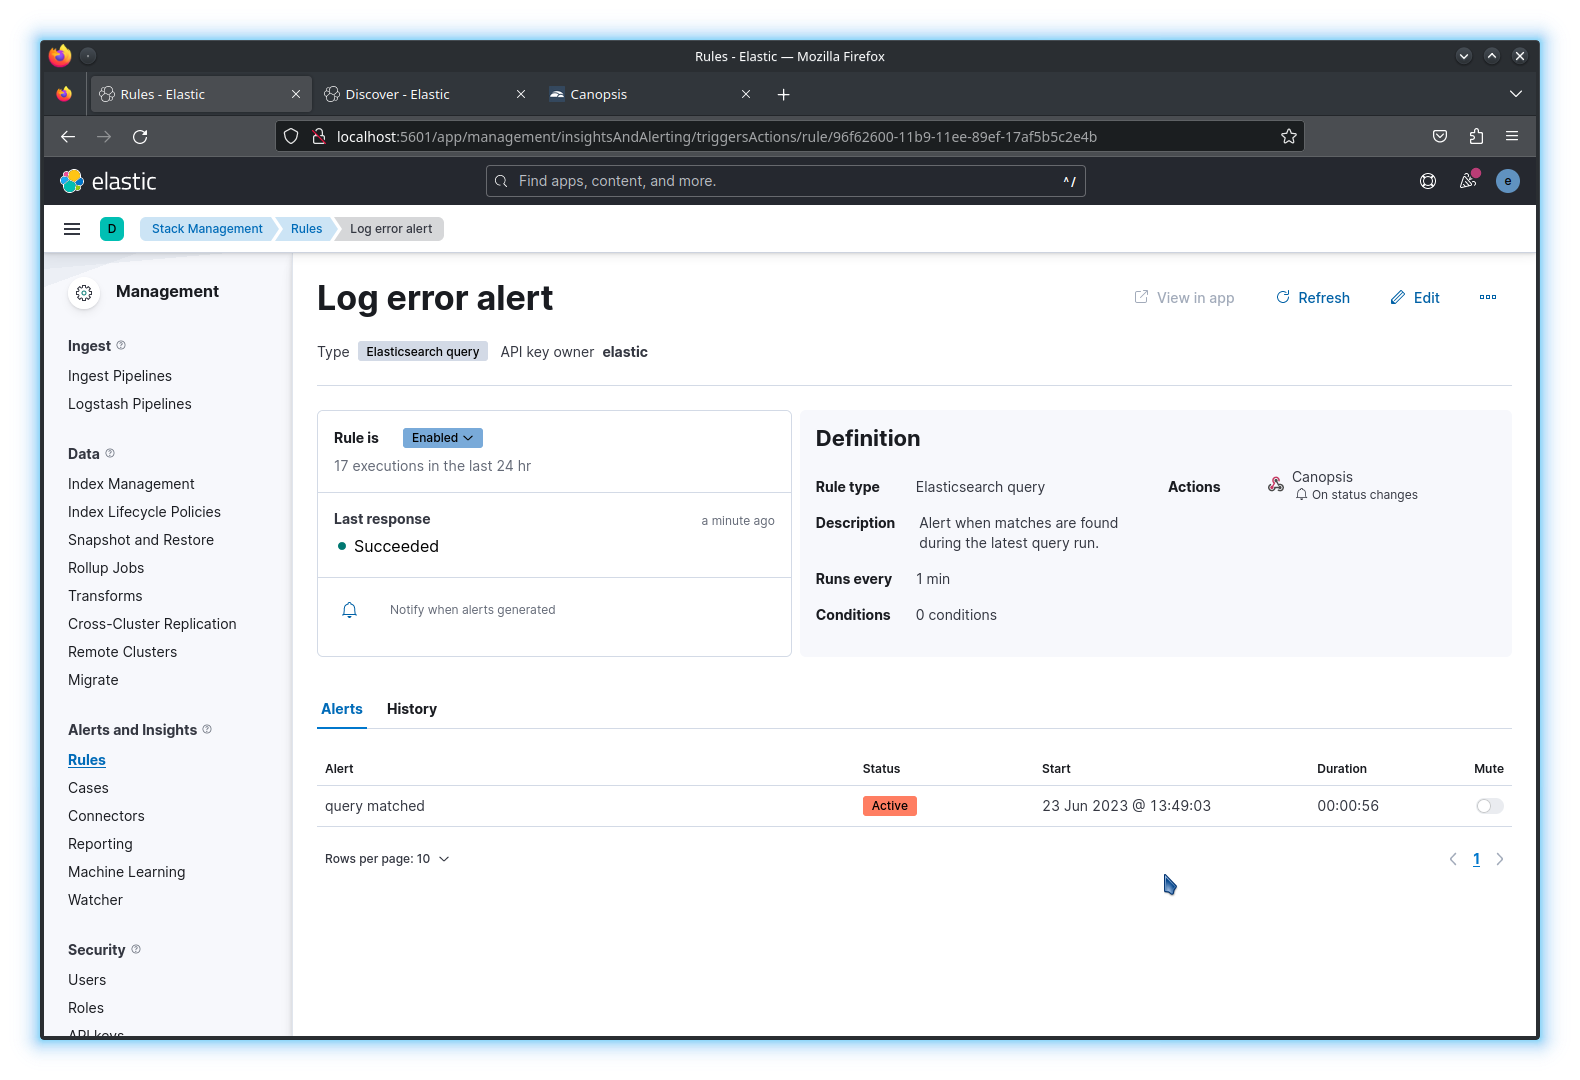 Rules - Elastic — Mozilla Firefox
Rules - Elastic
Discover - Elastic
Canopsis
localhost:5601/app/management/insightsAndAlerting/triggersActions/rule/96f62600-11b9-11ee-89ef-17af5b5c2e4b
elastic
Find apps, content, and more.
^/
e
D
Stack Management
Rules
Log error alert
Management
Ingest
Ingest Pipelines
Logstash Pipelines
Data
Index Management
Index Lifecycle Policies
Snapshot and Restore
Rollup Jobs
Transforms
Cross-Cluster Replication
Remote Clusters
Migrate
Alerts and Insights
Rules
Cases
Connectors
Reporting
Machine Learning
Watcher
Security
Users
Roles
API keys
Log error alert
View in app
Refresh
Edit
Type Elasticsearch query API key owner elastic
Rule is Enabled
17 executions in the last 24 hr
Last response
a minute ago
Succeeded
Notify when alerts generated
Definition
Rule type Elasticsearch query
Description Alert when matches are found
during the latest query run.
Runs every 1 min
Conditions 0 conditions
Actions
Canopsis
On status changes
Alerts
History
Alert Status Start Duration Mute
query matched Active 23 Jun 2023 @ 13:49:03 00:00:56
Rows per page: 10
1